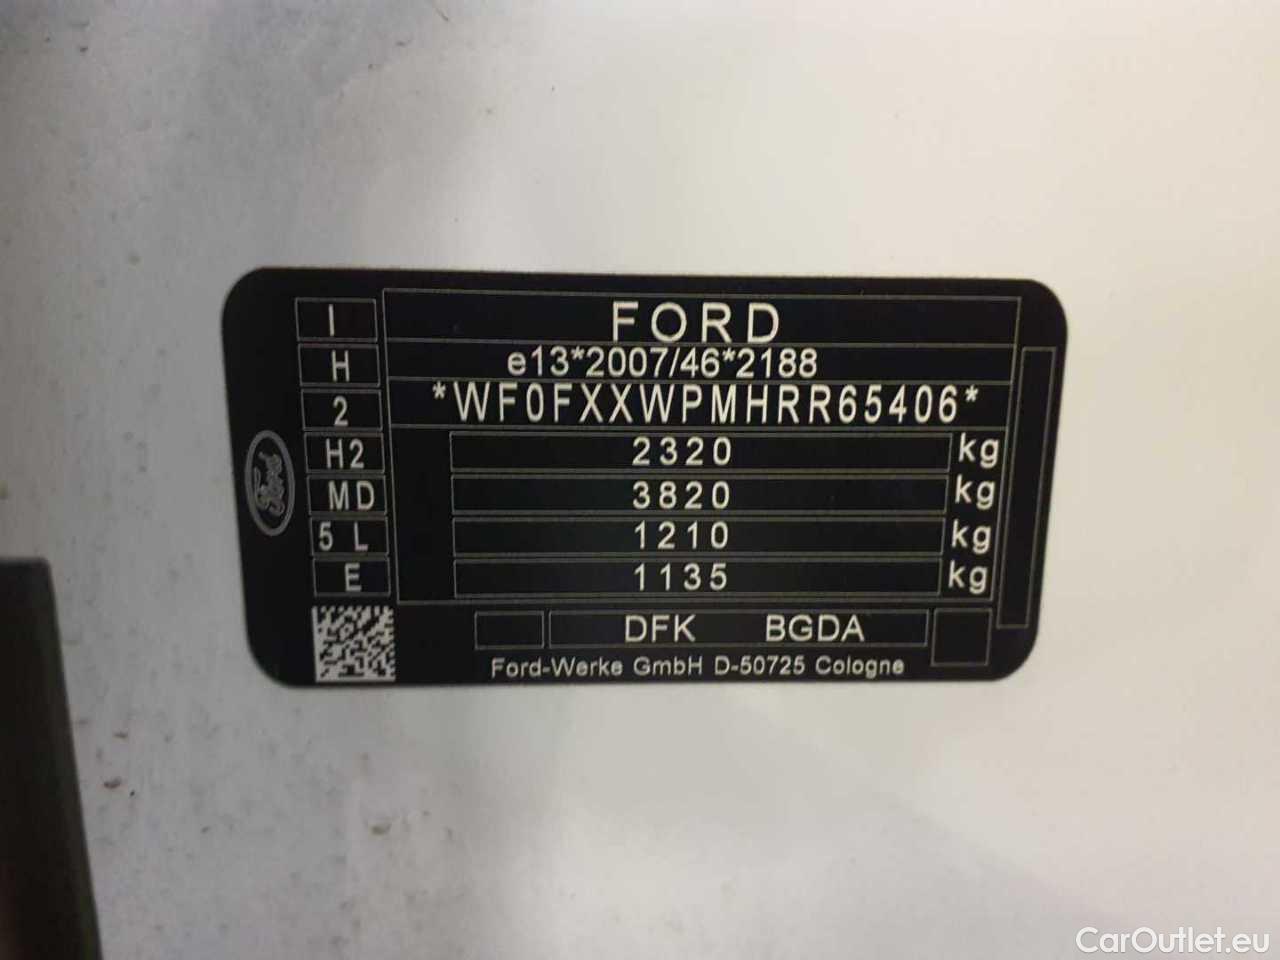 I FORD
H e13*2007/46*2188
2 *WF0FXXWPMHRR65406*
H2 2320 kg
MD 3820 kg
5 L 1210 kg
E 1135 kg
Ford
DFK BGDA
Ford-Werke GmbH D-50725 Cologne
CarOutlet.eu